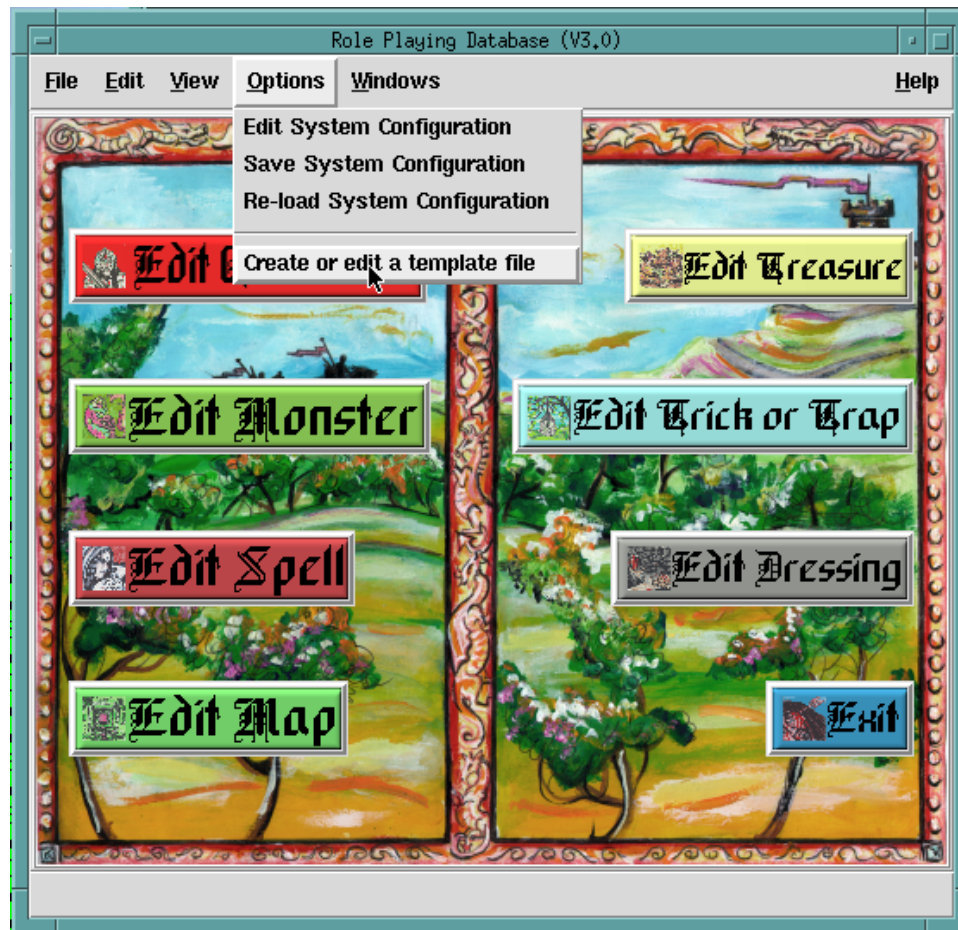 Role Playing Database (V3.0)
File Edit View Options Windows Help
Edit System Configuration
Save System Configuration
Re-load System Configuration
Create or edit a template file
Edit
Edit Treasure
Edit Monster
Edit Trick or Trap
Edit Spell
Edit Dressing
Edit Map
Exit